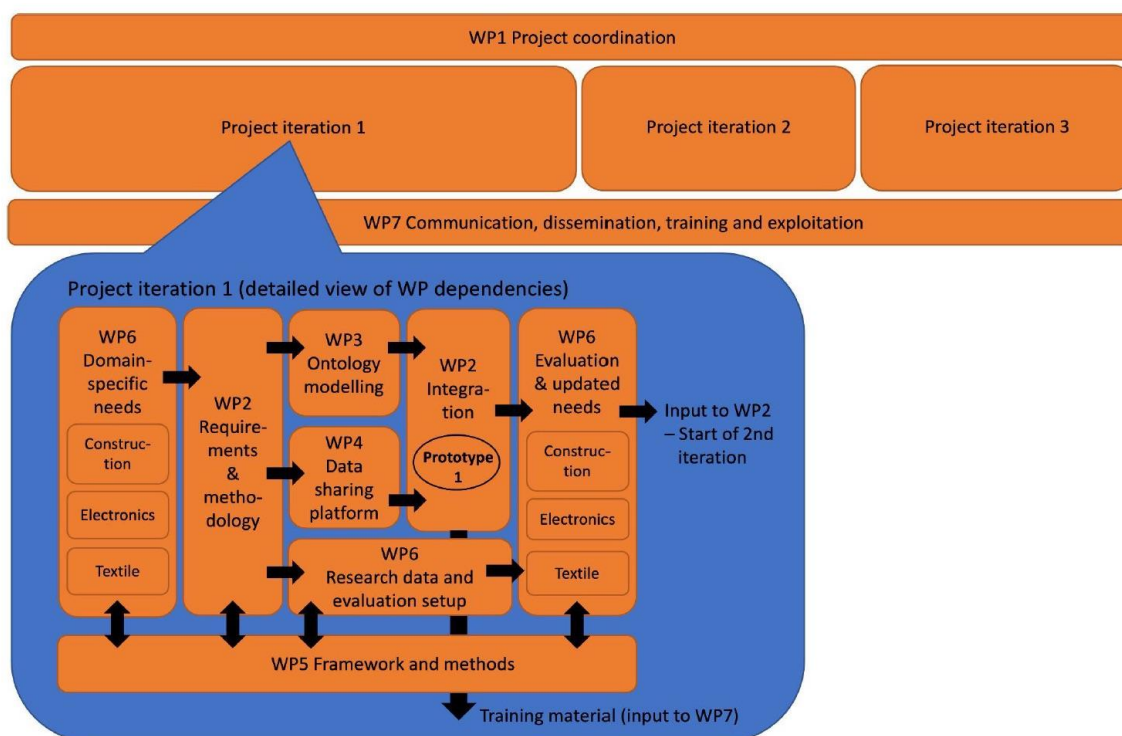 WP1 Project coordination
Project iteration 1
Project iteration 2
Project iteration 3
WP7 Communication, dissemination, training and exploitation
Project iteration 1 (detailed view of WP dependencies)
WP6
Domain-
specific
needs
Construc-
tion
Electronics
Textile
WP2
Require-
ments
&
metho-
dology
WP3
Ontology
modelling
WP4
Data
sharing
platform
WP2
Integra-
tion
Prototype
1
WP6
Research data and
evaluation setup
WP6
Evaluation
& updated
needs
Construc-
tion
Electronics
Textile
Input to WP2
– Start of 2nd
iteration
WP5 Framework and methods
Training material (input to WP7)